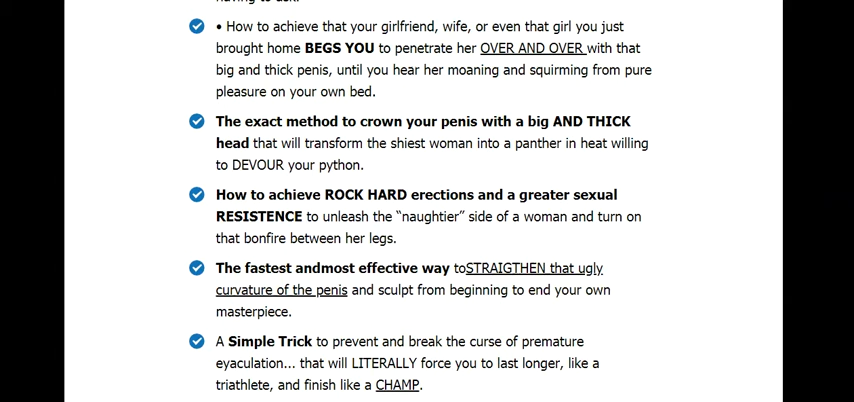 • How to achieve that your girlfriend, wife, or even that girl you just
brought home BEGS YOU to penetrate her OVER AND OVER with that
big and thick penis, until you hear her moaning and squirming from pure
pleasure on your own bed.
The exact method to crown your penis with a big AND THICK
head that will transform the shiest woman into a panther in heat willing
to DEVOUR your python.
How to achieve ROCK HARD erections and a greater sexual
RESISTENCE to unleash the “naughtier” side of a woman and turn on
that bonfire between her legs.
The fastest andmost effective way toSTRAIGTHEN that ugly
curvature of the penis and sculpt from beginning to end your own
masterpiece.
A Simple Trick to prevent and break the curse of premature
eyaculation... that will LITERALLY force you to last longer, like a
triathlete, and finish like a CHAMP.